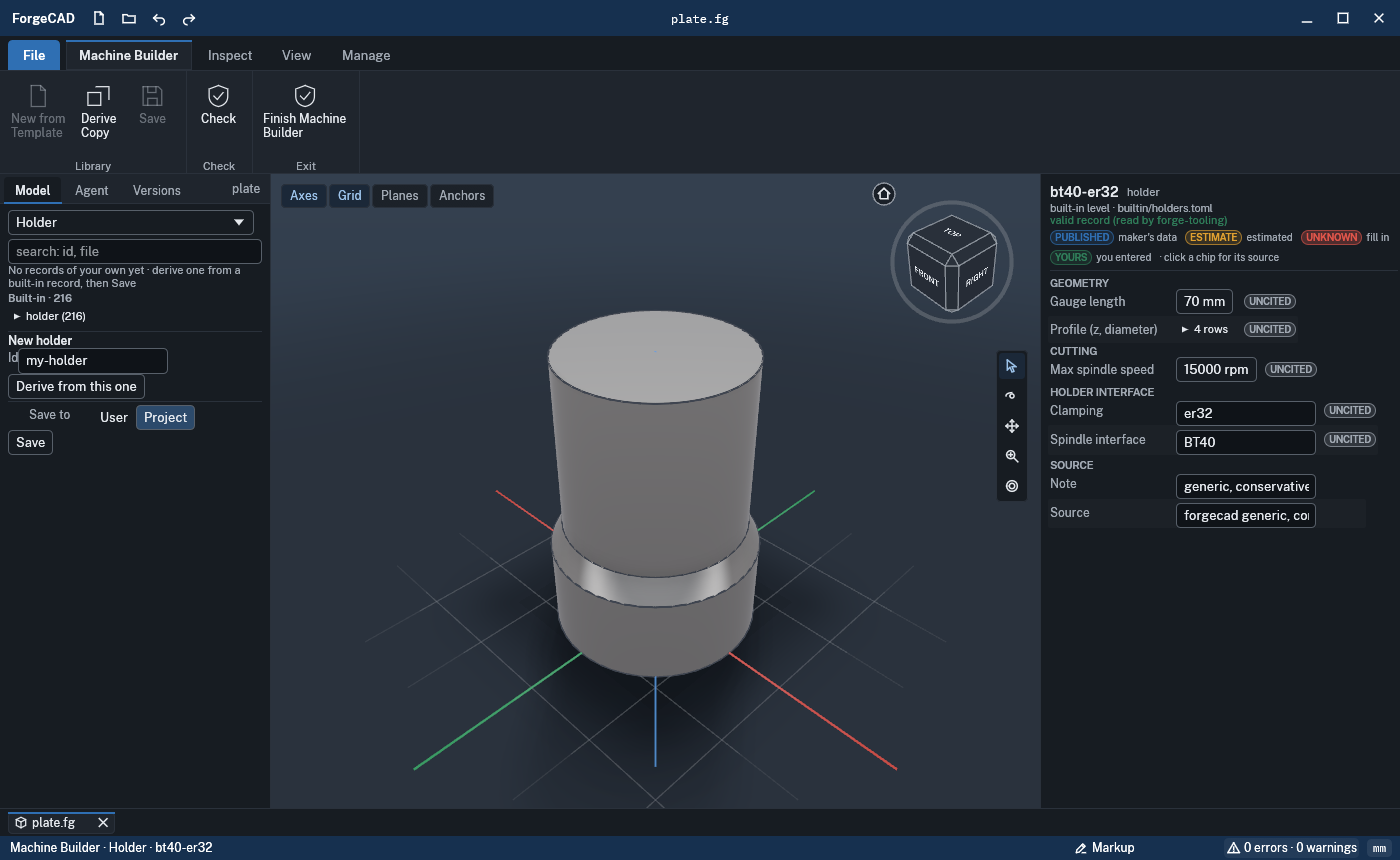 ForgeCAD
plate.fg
File
Machine Builder
Inspect
View
Manage
New from
Template
Derive
Copy
Save
Check
Finish Machine
Builder
Library
Check
Exit
Model
Agent
Versions
plate
Holder
search: id, file
No records of your own yet · derive one from a
built-in record, then Save
Built-in · 216
▸ holder (216)
New holder
Id
my-holder
Derive from this one
Save to
User
Project
Save
Axes
Grid
Planes
Anchors
TOP
FRONT
RIGHT
bt40-er32 holder
built-in level · builtin/holders.toml
valid record (read by forge-tooling)
PUBLISHED maker's data ESTIMATE estimated UNKNOWN fill in
YOURS you entered · click a chip for its source
GEOMETRY
Gauge length 70 mm UNCITED
Profile (z, diameter) ▸ 4 rows UNCITED
CUTTING
Max spindle speed 15000 rpm UNCITED
HOLDER INTERFACE
Clamping er32 UNCITED
Spindle interface BT40 UNCITED
SOURCE
Note generic, conservative
Source forgecad generic, co
plate.fg
Machine Builder · Holder · bt40-er32
Markup
0 errors · 0 warnings
mm